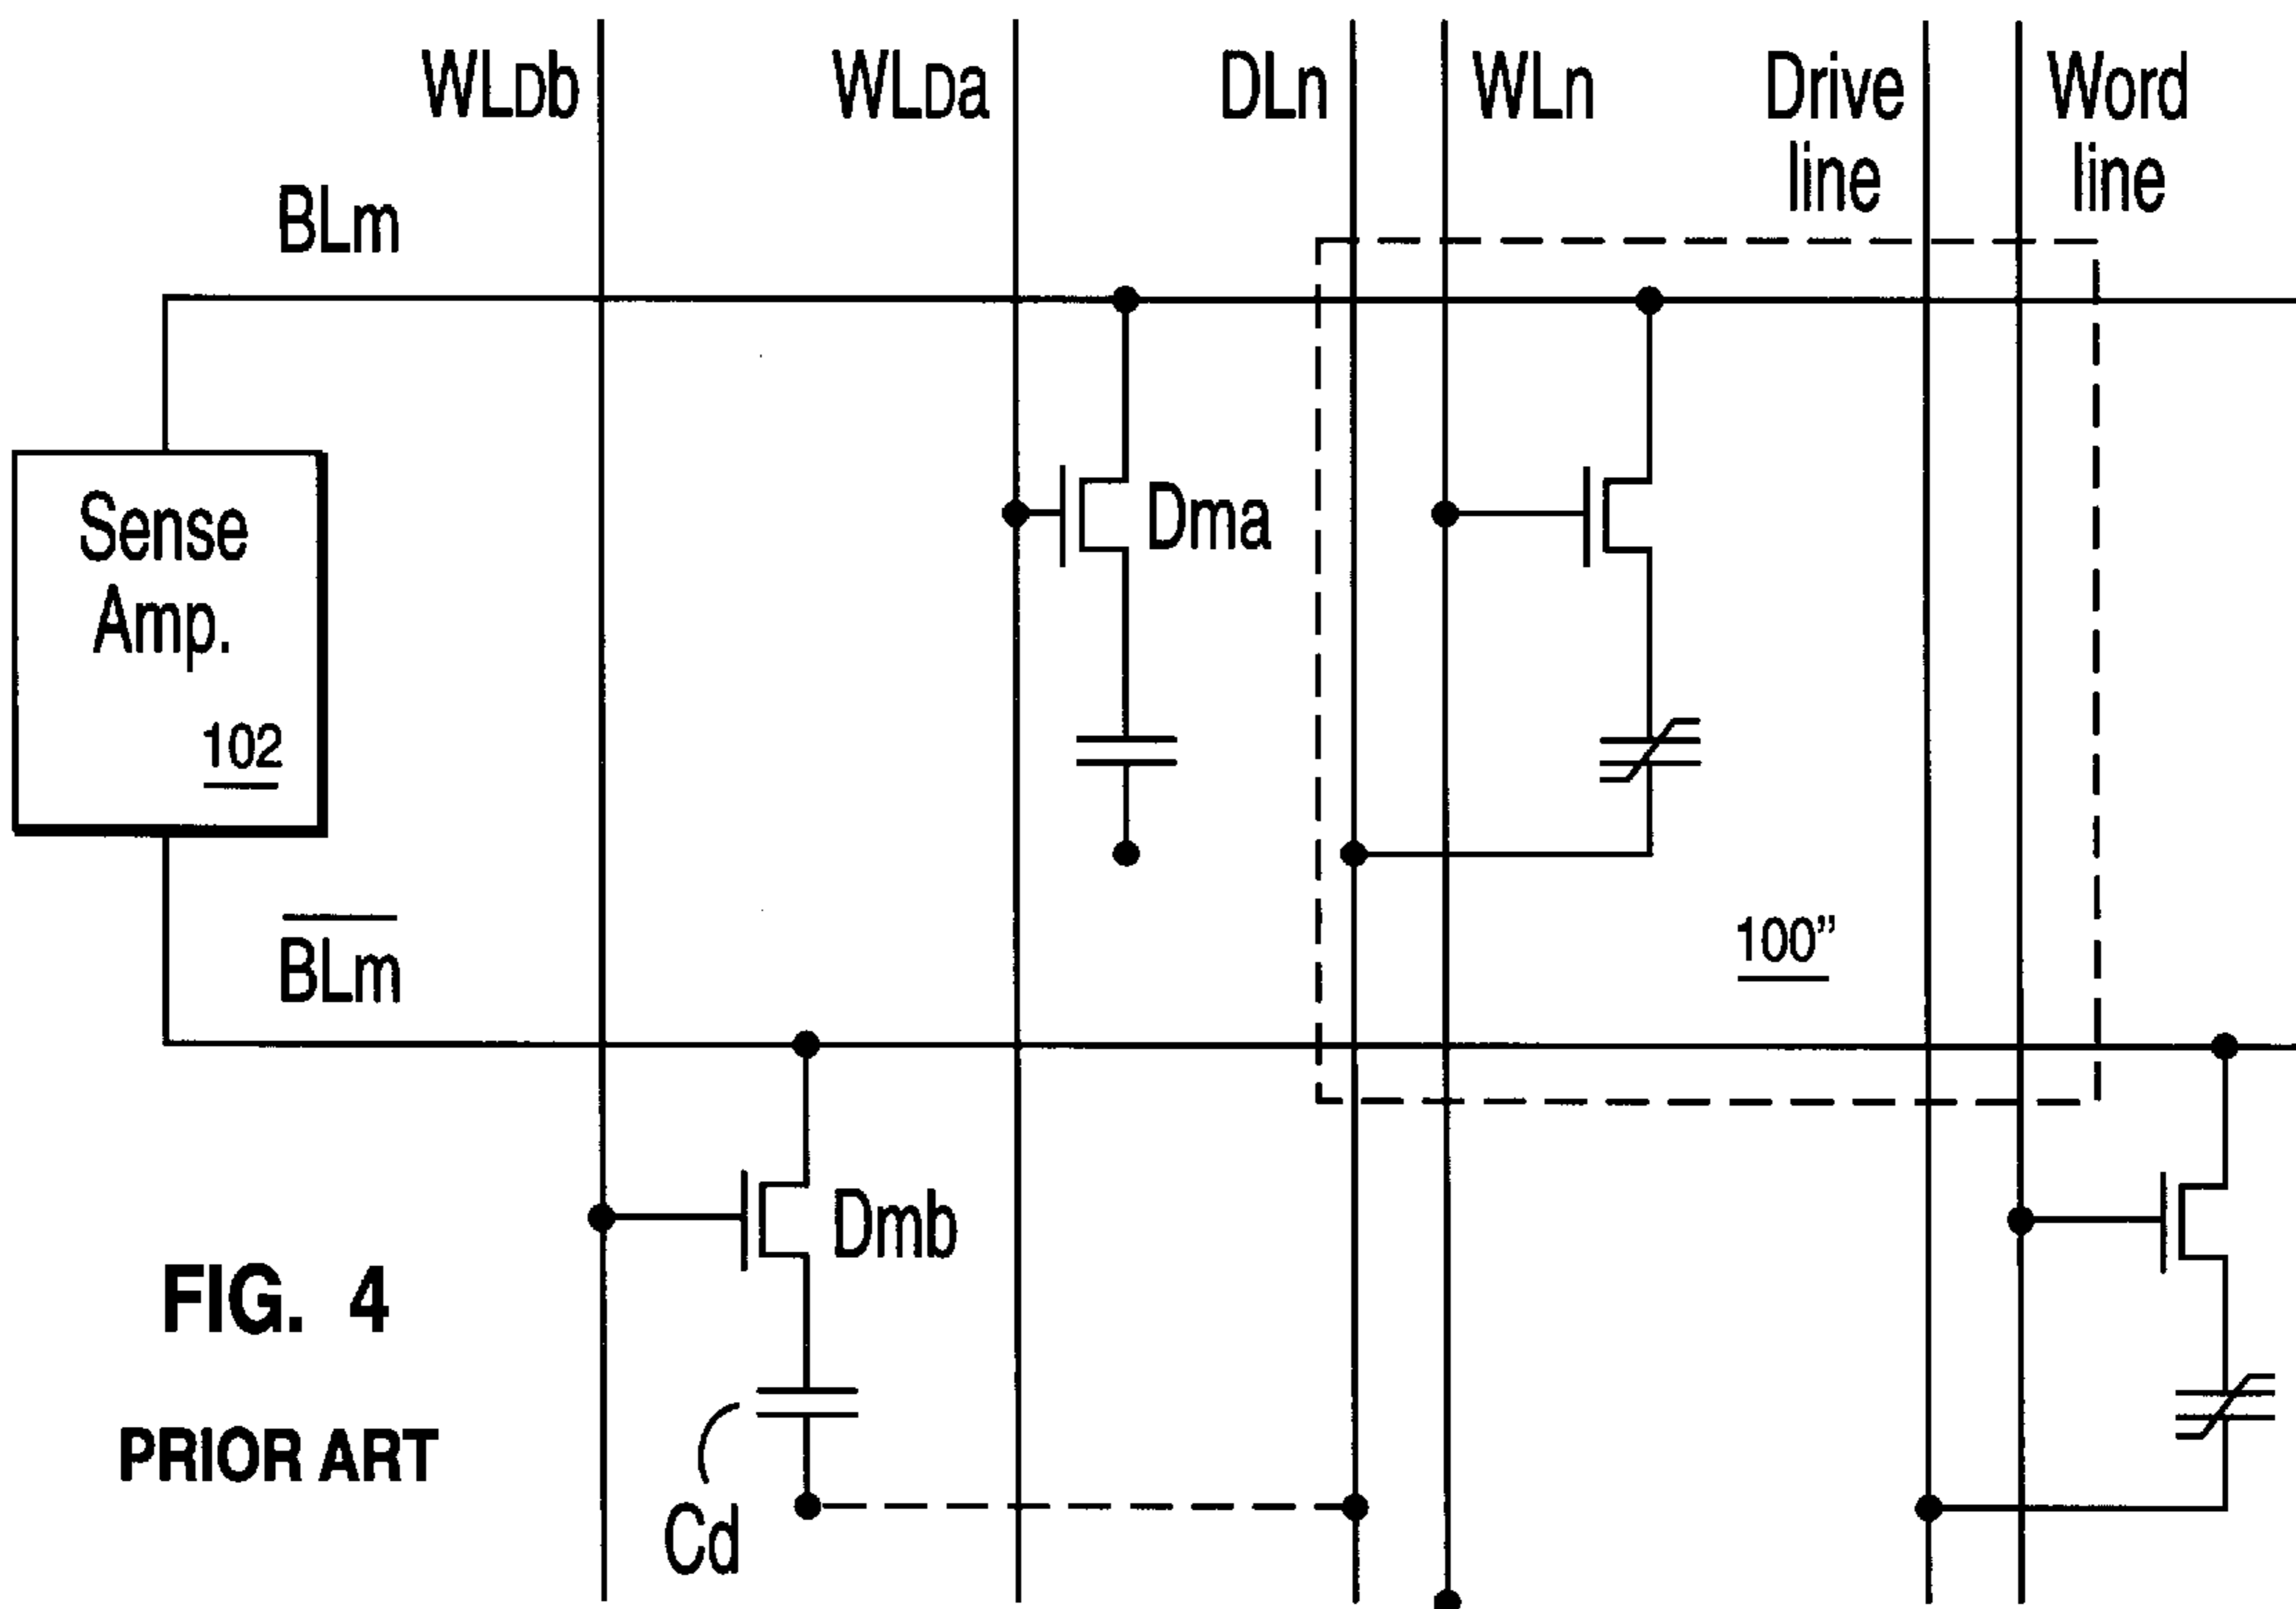 WLDb
WLDa
DLn
WLn
Drive
line
Word
line
BLm
Sense
Amp.
102
Dma
100”
B̅L̅m̅
Dmb
Cd
FIG. 4
PRIOR ART